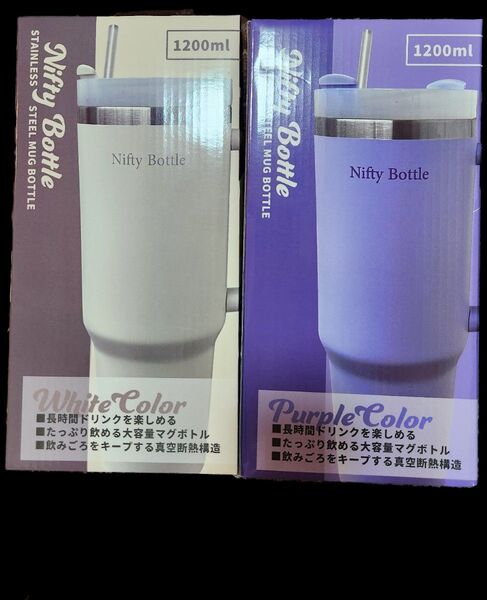 Nifty Bottle
STAINLESS STEEL MUG BOTTLE
1200ml
Nifty Bottle
White Color
■長時間ドリンクを楽しめる
■たっぷり飲める大容量マグボトル
■飲みごろをキープする真空断熱構造
Nifty Bottle
STAINLESS STEEL MUG BOTTLE
1200ml
Nifty Bottle
Purple Color
■長時間ドリンクを楽しめる
■たっぷり飲める大容量マグボトル
■飲みごろをキープする真空断熱構造